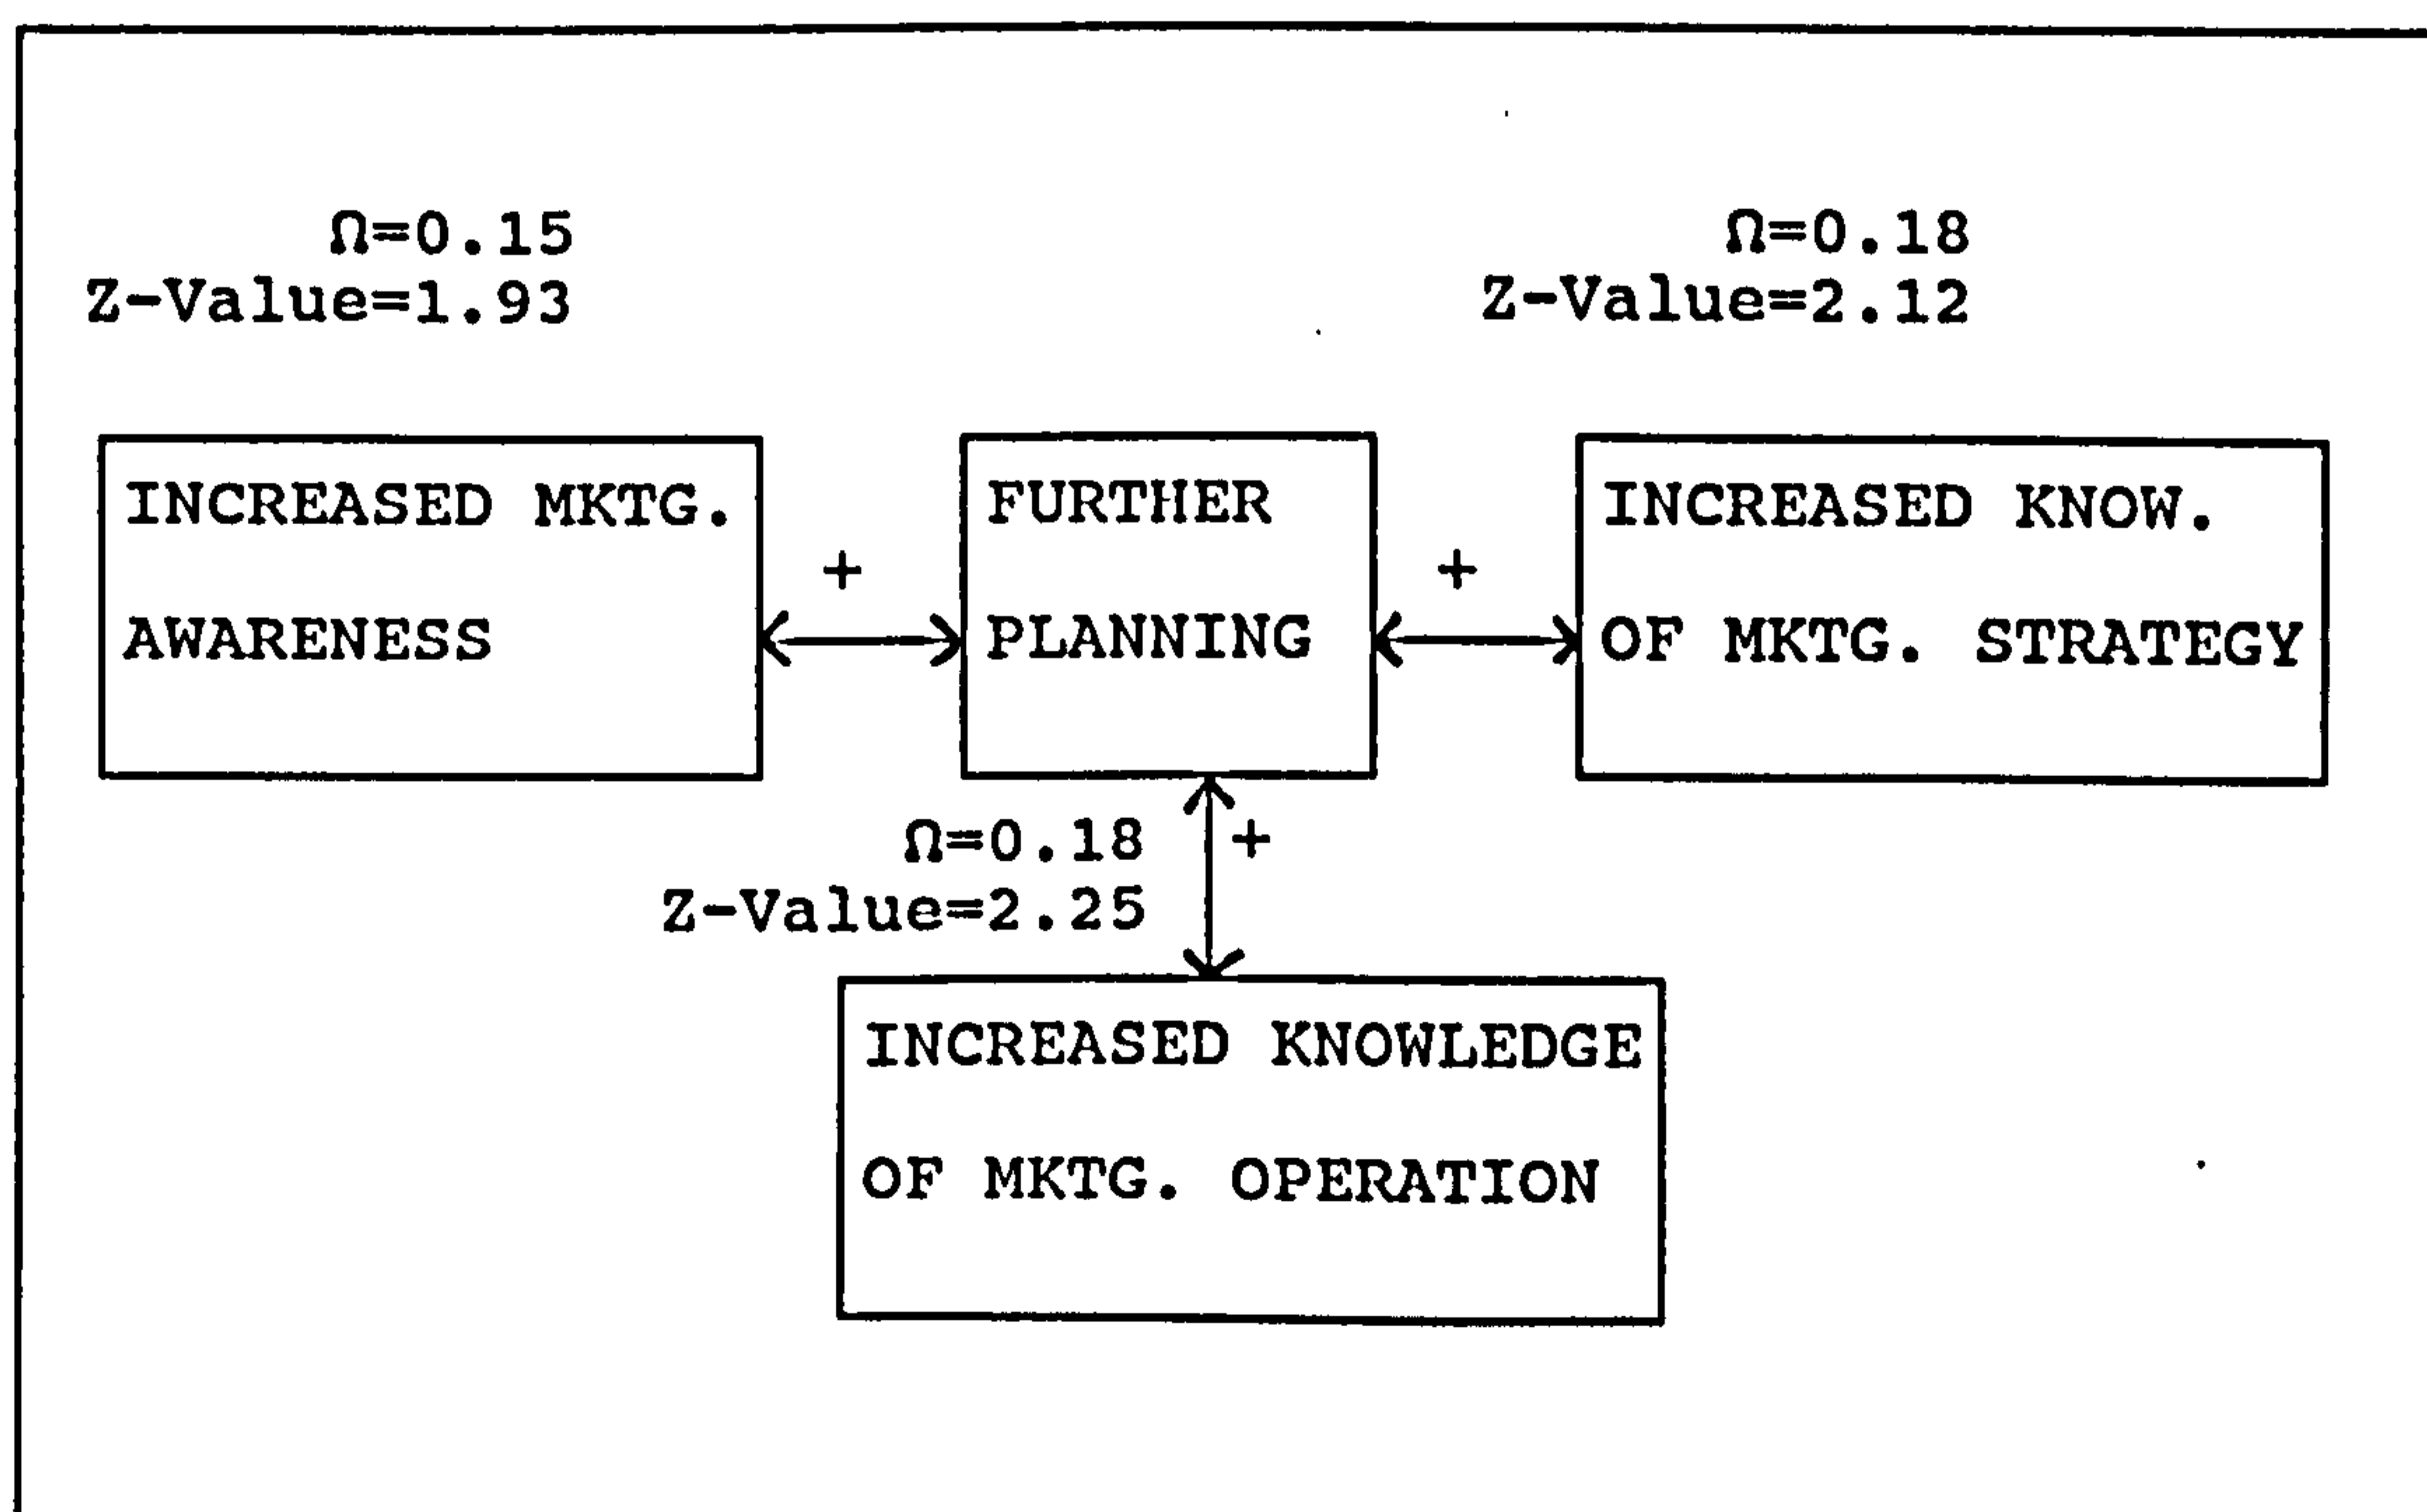 Ω=0.15
Z-Value=1.93
Ω=0.18
Z-Value=2.12
INCREASED MKTG.
AWARENESS
+
FURTHER
PLANNING
+
INCREASED KNOW.
OF MKTG. STRATEGY
Ω=0.18
Z-Value=2.25
+
INCREASED KNOWLEDGE
OF MKTG. OPERATION